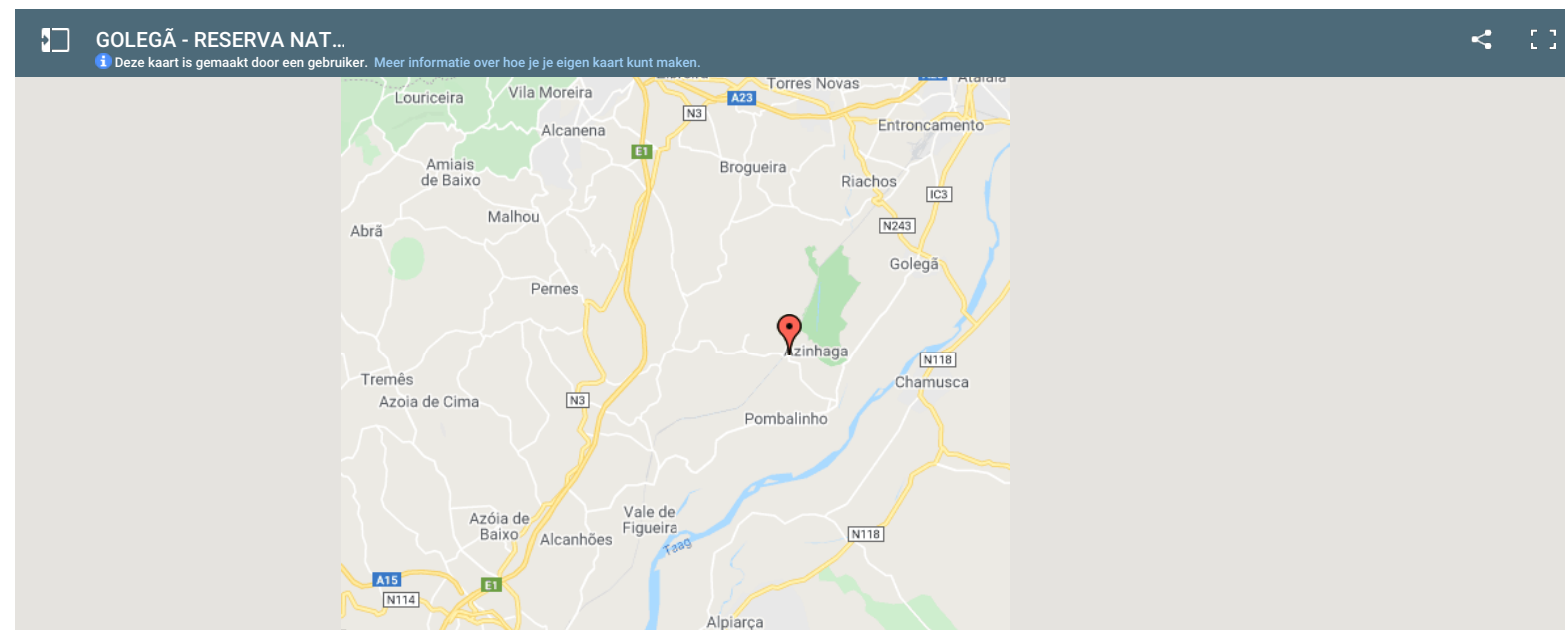 GOLEGÃ - RESERVA NAT...
Deze kaart is gemaakt door een gebruiker. Meer informatie over hoe je je eigen kaart kunt maken.
Torres Novas
Atalaia
Louriceira
Vila Moreira
A23
N3
Alcanena
Entroncamento
E1
Amiais
de Baixo
Brogueira
Riachos
IC3
Malhou
Abrã
N243
Golegã
Pernes
Azinhaga
N118
Tremês
Chamusca
Azoia de Cima
N3
Pombalinho
Azóia de
Baixo
Vale de
Figueira
Alcanhões
N118
Taag
A15
E1
N114
Alpiarça